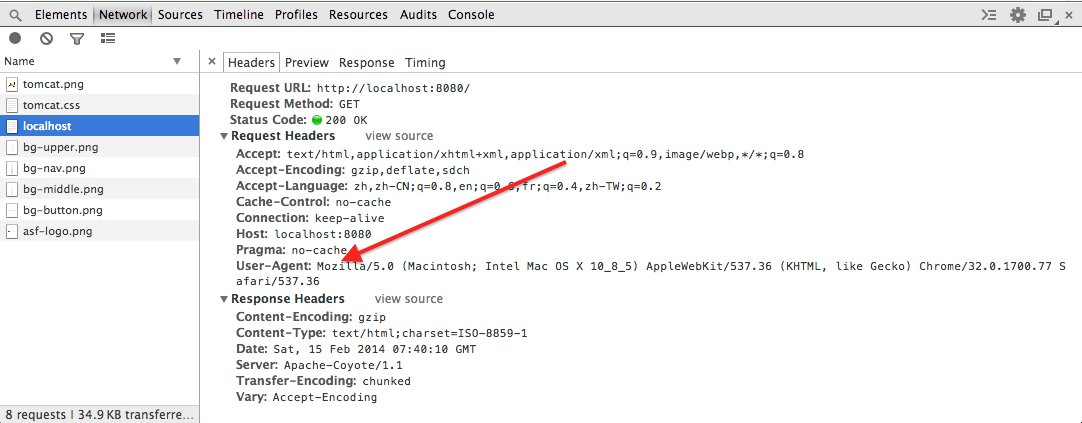 Elements Network Sources Timeline Profiles Resources Audits Console
Name
Headers Preview Response Timing
tomcat.png
tomcat.css
localhost
bg-upper.png
bg-nav.png
bg-middle.png
bg-button.png
asf-logo.png
8 requests | 34.9 KB transferre...
Request URL: http://localhost:8080/
Request Method: GET
Status Code: 200 OK
Request Headers view source
Accept: text/html,application/xhtml+xml,application/xml;q=0.9,image/webp,*/*;q=0.8
Accept-Encoding: gzip,deflate,sdch
Accept-Language: zh,zh-CN;q=0.8,en;q=0.6,fr;q=0.4,zh-TW;q=0.2
Cache-Control: no-cache
Connection: keep-alive
Host: localhost:8080
Pragma: no-cache
User-Agent: Mozilla/5.0 (Macintosh; Intel Mac OS X 10_8_5) AppleWebKit/537.36 (KHTML, like Gecko) Chrome/32.0.1700.77 S
afari/537.36
Response Headers view source
Content-Encoding: gzip
Content-Type: text/html;charset=ISO-8859-1
Date: Sat, 15 Feb 2014 07:40:10 GMT
Server: Apache-Coyote/1.1
Transfer-Encoding: chunked
Vary: Accept-Encoding